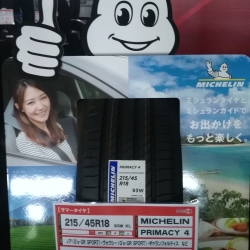 MICHELIN
ミシュランタイヤと
ミシュランガイドで
お出かけを
もっと楽しく。
MICHELIN
PRIMACY 4
215/45
R18
93W
【サマータイヤ】
215/45R18 93W XL
MICHELIN
PRIMACY 4